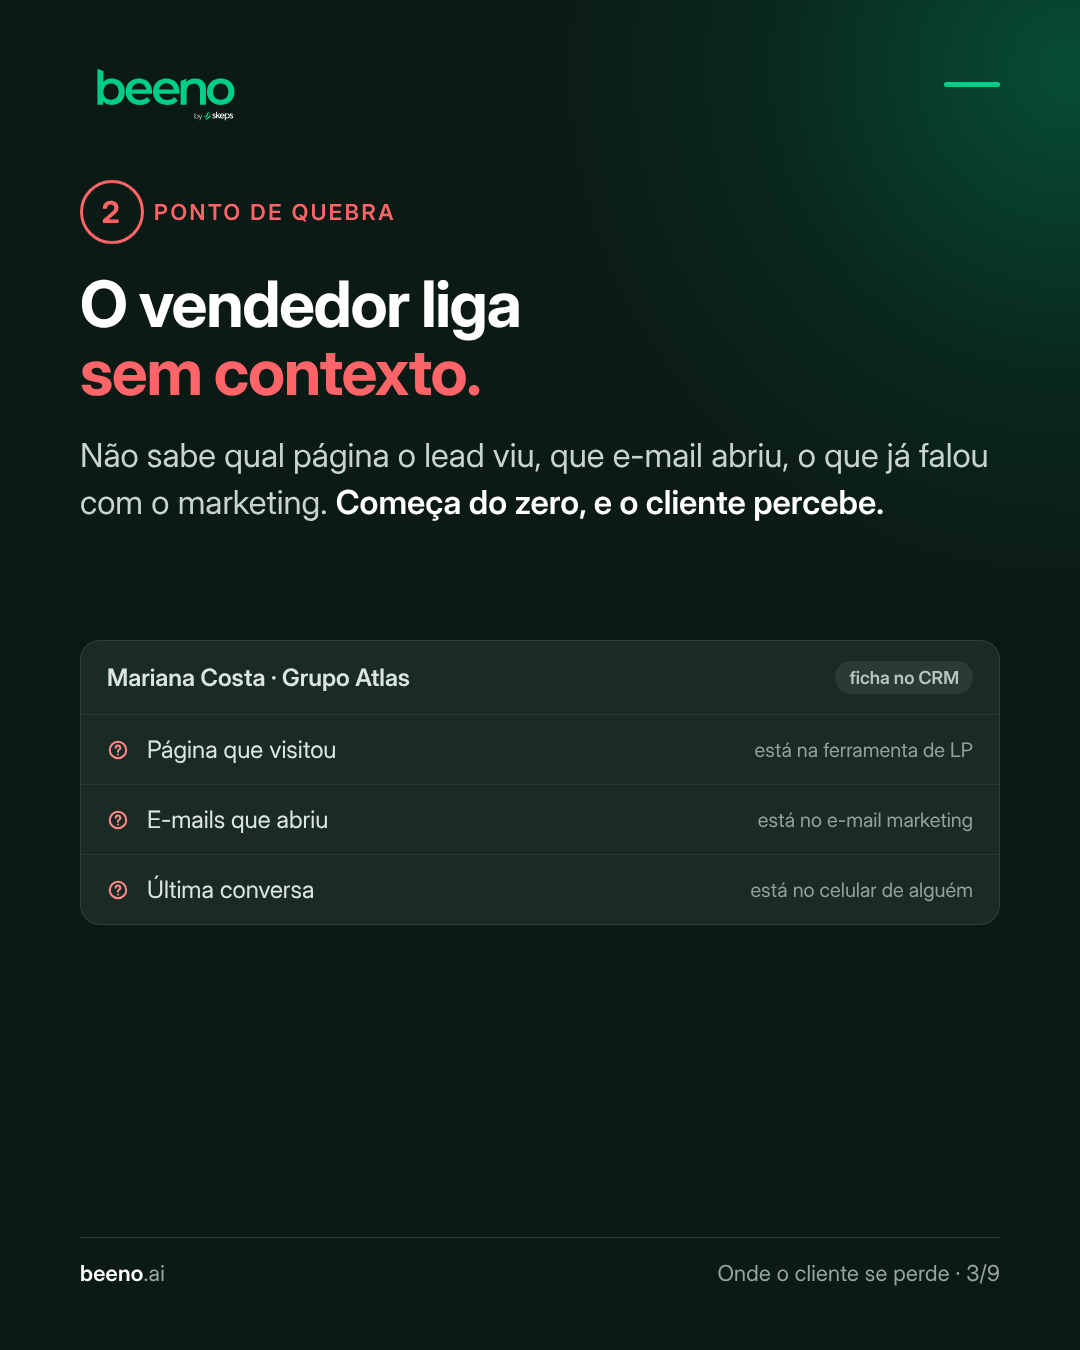 beeno
by skeps
2 PONTO DE QUEBRA
O vendedor liga
sem contexto.
Não sabe qual página o lead viu, que e-mail abriu, o que já falou
com o marketing. Começa do zero, e o cliente percebe.
Mariana Costa · Grupo Atlas ficha no CRM
Página que visitou está na ferramenta de LP
E-mails que abriu está no e-mail marketing
Última conversa está no celular de alguém
beeno.ai Onde o cliente se perde · 3/9